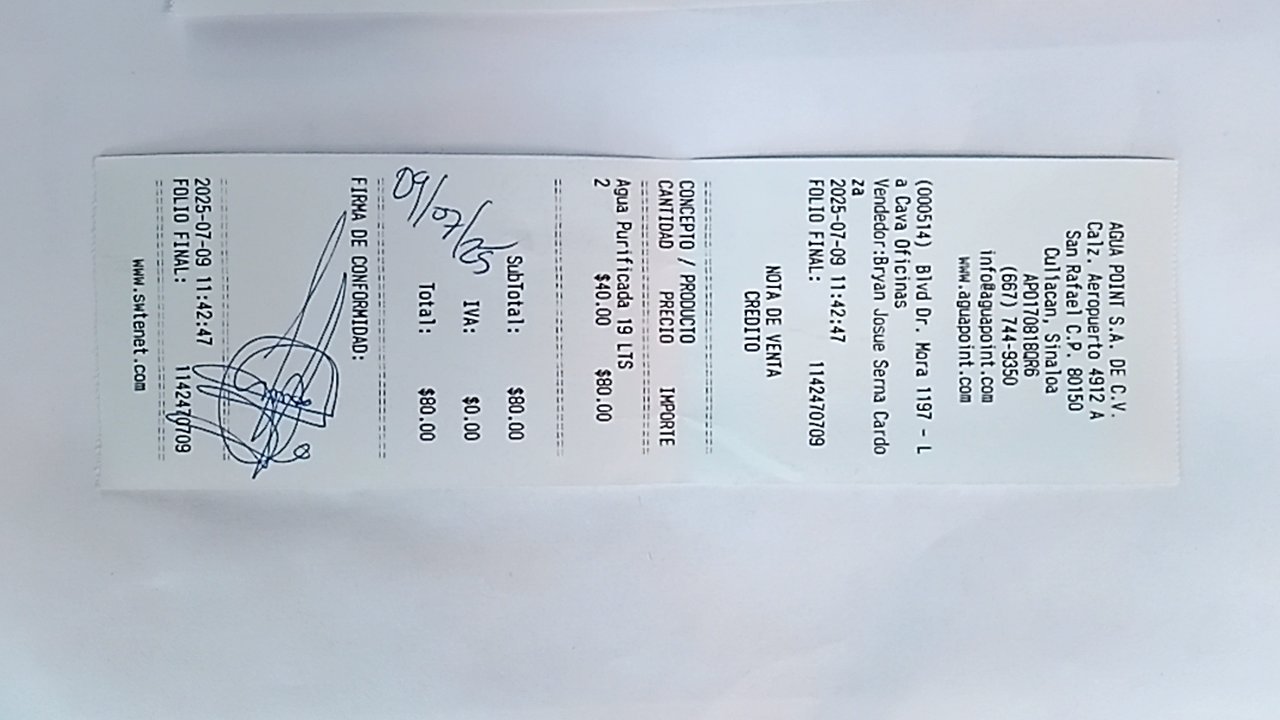 AGUA POINT S.A. DE C.V.
Calz. Aeropuerto 4912 A
San Rafael C.P. 80150
Culiacan, Sinaloa
APO170818QR6
(667) 744-9350
info@aguapoint.com
www.aguapoint.com
(000514) Blvd Dr. Mora 1197 - L
a Cava Oficinas
Vendedor:Bryan Josue Serna Cardo
za
2025-07-09 11:42:47
FOLIO FINAL: 1142470709
NOTA DE VENTA
CREDITO
================================
CONCEPTO / PRODUCTO
CANTIDAD PRECIO IMPORTE
================================
Agua Purificada 19 LTS
2 $40.00 $80.00
================================
SubTotal: $80.00
IVA: $0.00
Total: $80.00
09/07/25
================================
FIRMA DE CONFORMIDAD:
================================
2025-07-09 11:42:47
FOLIO FINAL: 1142470709
================================
www.swtenet.com